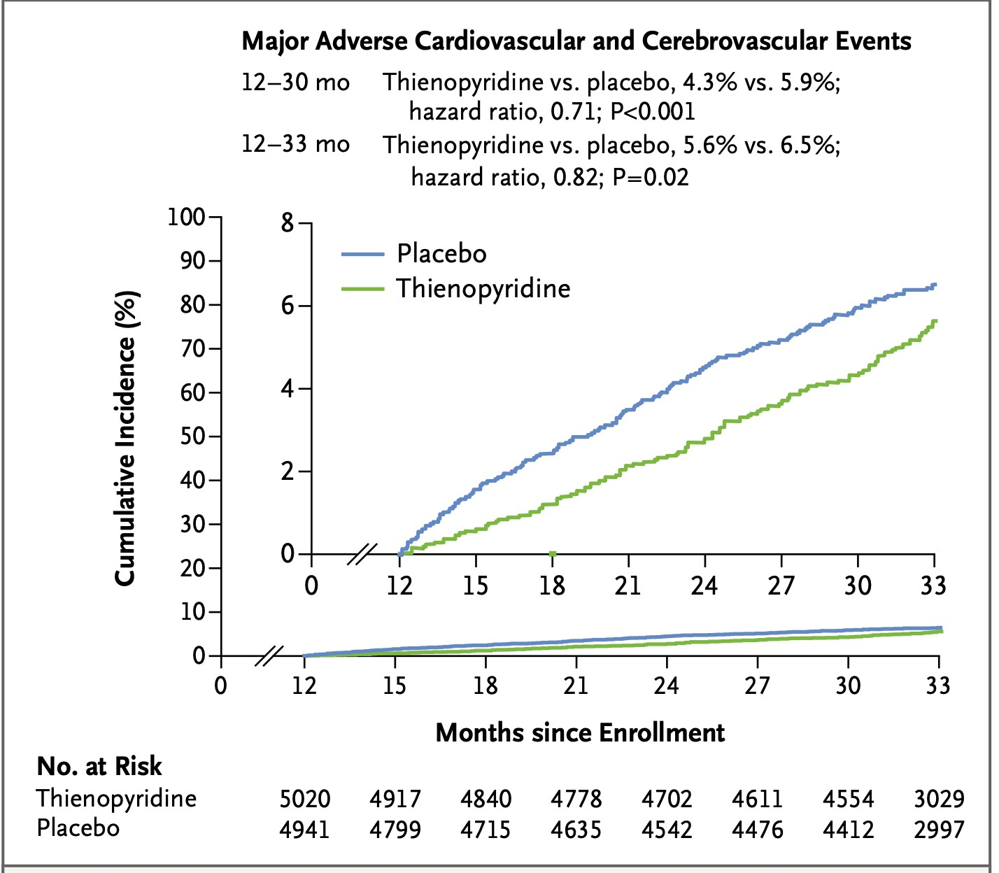 Major Adverse Cardiovascular and Cerebrovascular Events
12–30 mo Thienopyridine vs. placebo, 4.3% vs. 5.9%;
hazard ratio, 0.71; P<0.001
12–33 mo Thienopyridine vs. placebo, 5.6% vs. 6.5%;
hazard ratio, 0.82; P=0.02
Cumulative Incidence (%)
100
90
80
70
60
50
40
30
20
10
0
8
6
4
2
0
Placebo
Thienopyridine
0 12 15 18 21 24 27 30 33
0 12 15 18 21 24 27 30 33
Months since Enrollment
No. at Risk
Thienopyridine 5020 4917 4840 4778 4702 4611 4554 3029
Placebo 4941 4799 4715 4635 4542 4476 4412 2997